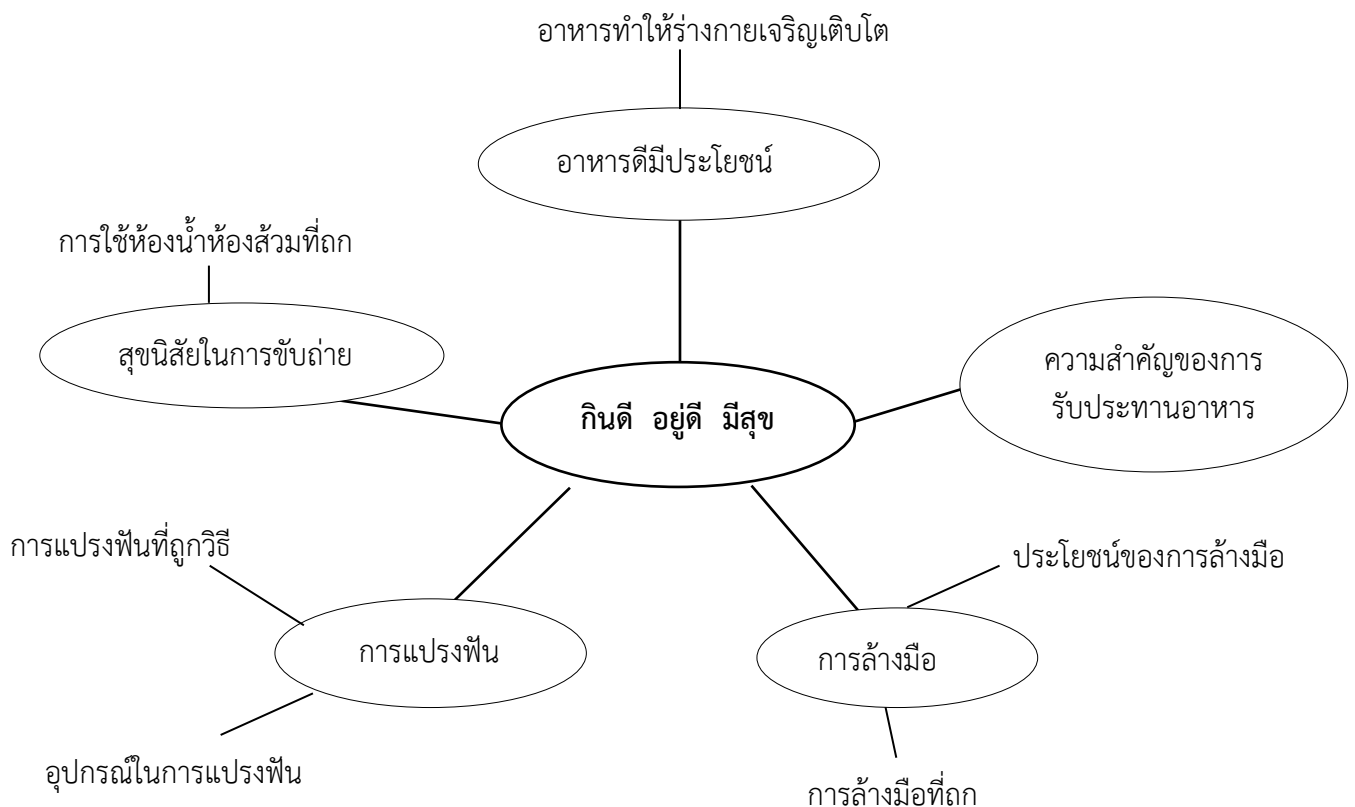 อาหารทำให้ร่างกายเจริญเติบโต
อาหารดีมีประโยชน์
การใช้ห้องน้ำห้องส้วมที่ถก
สุขนิสัยในการขับถ่าย
ความสำคัญของการ
รับประทานอาหาร
กินดี อยู่ดี มีสุข
การแปรงฟันที่ถูกวิธี
ประโยชน์ของการล้างมือ
การแปรงฟัน
การล้างมือ
อุปกรณ์ในการแปรงฟัน
การล้างมือที่ถก